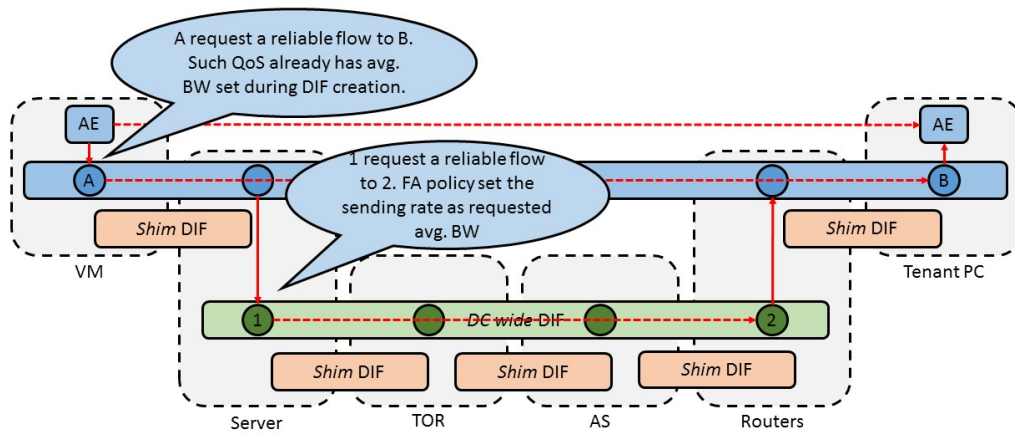 A request a reliable flow to B.
Such QoS already has avg.
BW set during DIF creation.
AE
AE
A
B
1 request a reliable flow
to 2. FA policy set the
sending rate as requested
avg. BW
Shim DIF
Shim DIF
VM
Tenant PC
1
DC wide DIF
2
Shim DIF
Shim DIF
Shim DIF
Server
TOR
AS
Routers